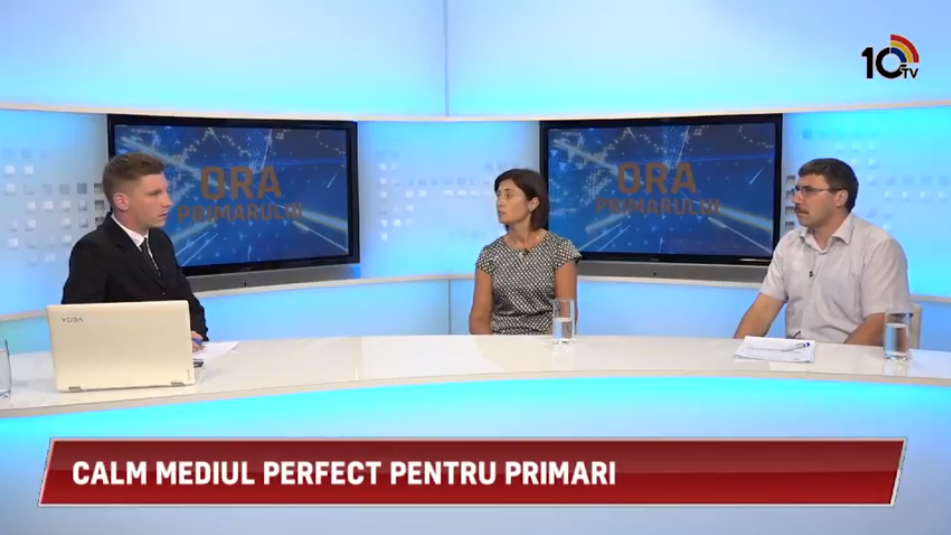 10 TV
ORA
PRIMARULUI
ORA
PRIMARULUI
YOGA
CALM MEDIUL PERFECT PENTRU PRIMARI